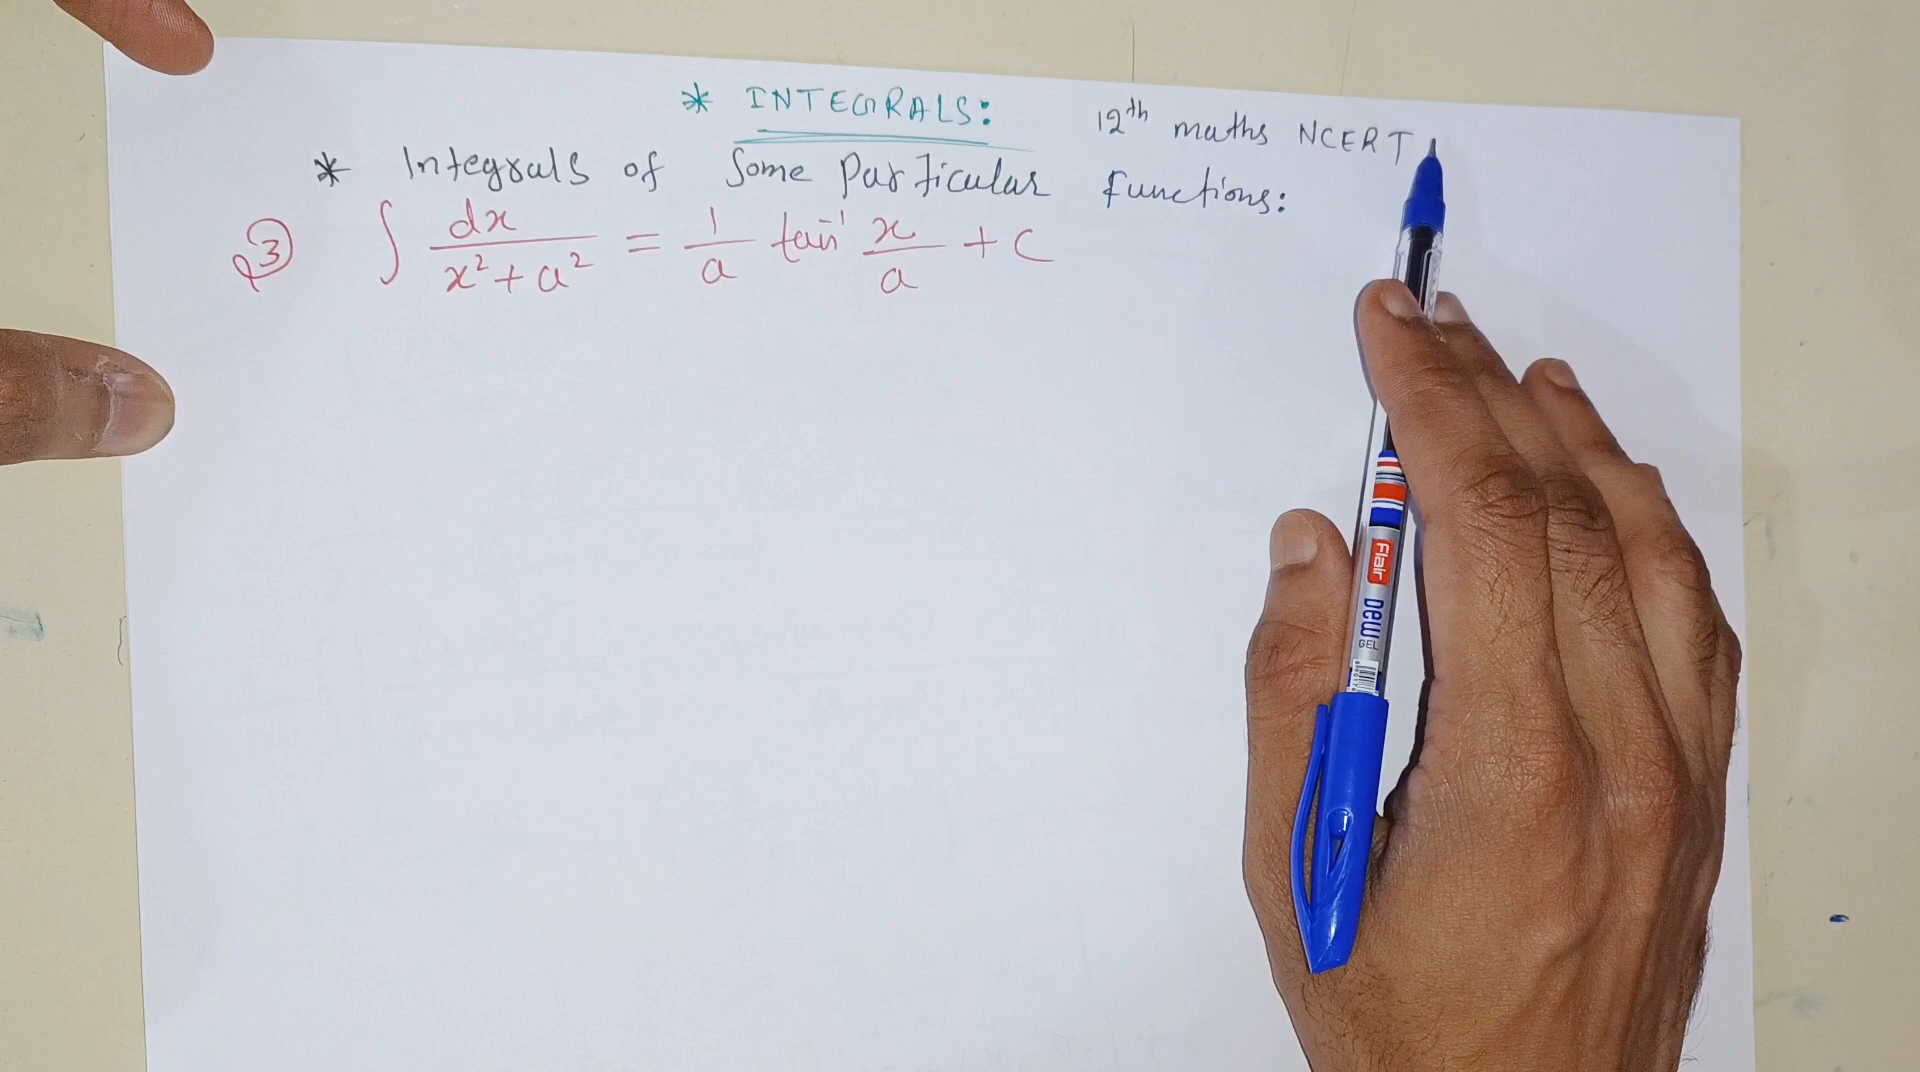 * INTEGRALS:
12th maths NCERT
* Integrals of Some Particular Functions:
③ ∫ dx / (x² + a²) = 1/a tan⁻¹ x/a + C
Flair
Dew
GEL